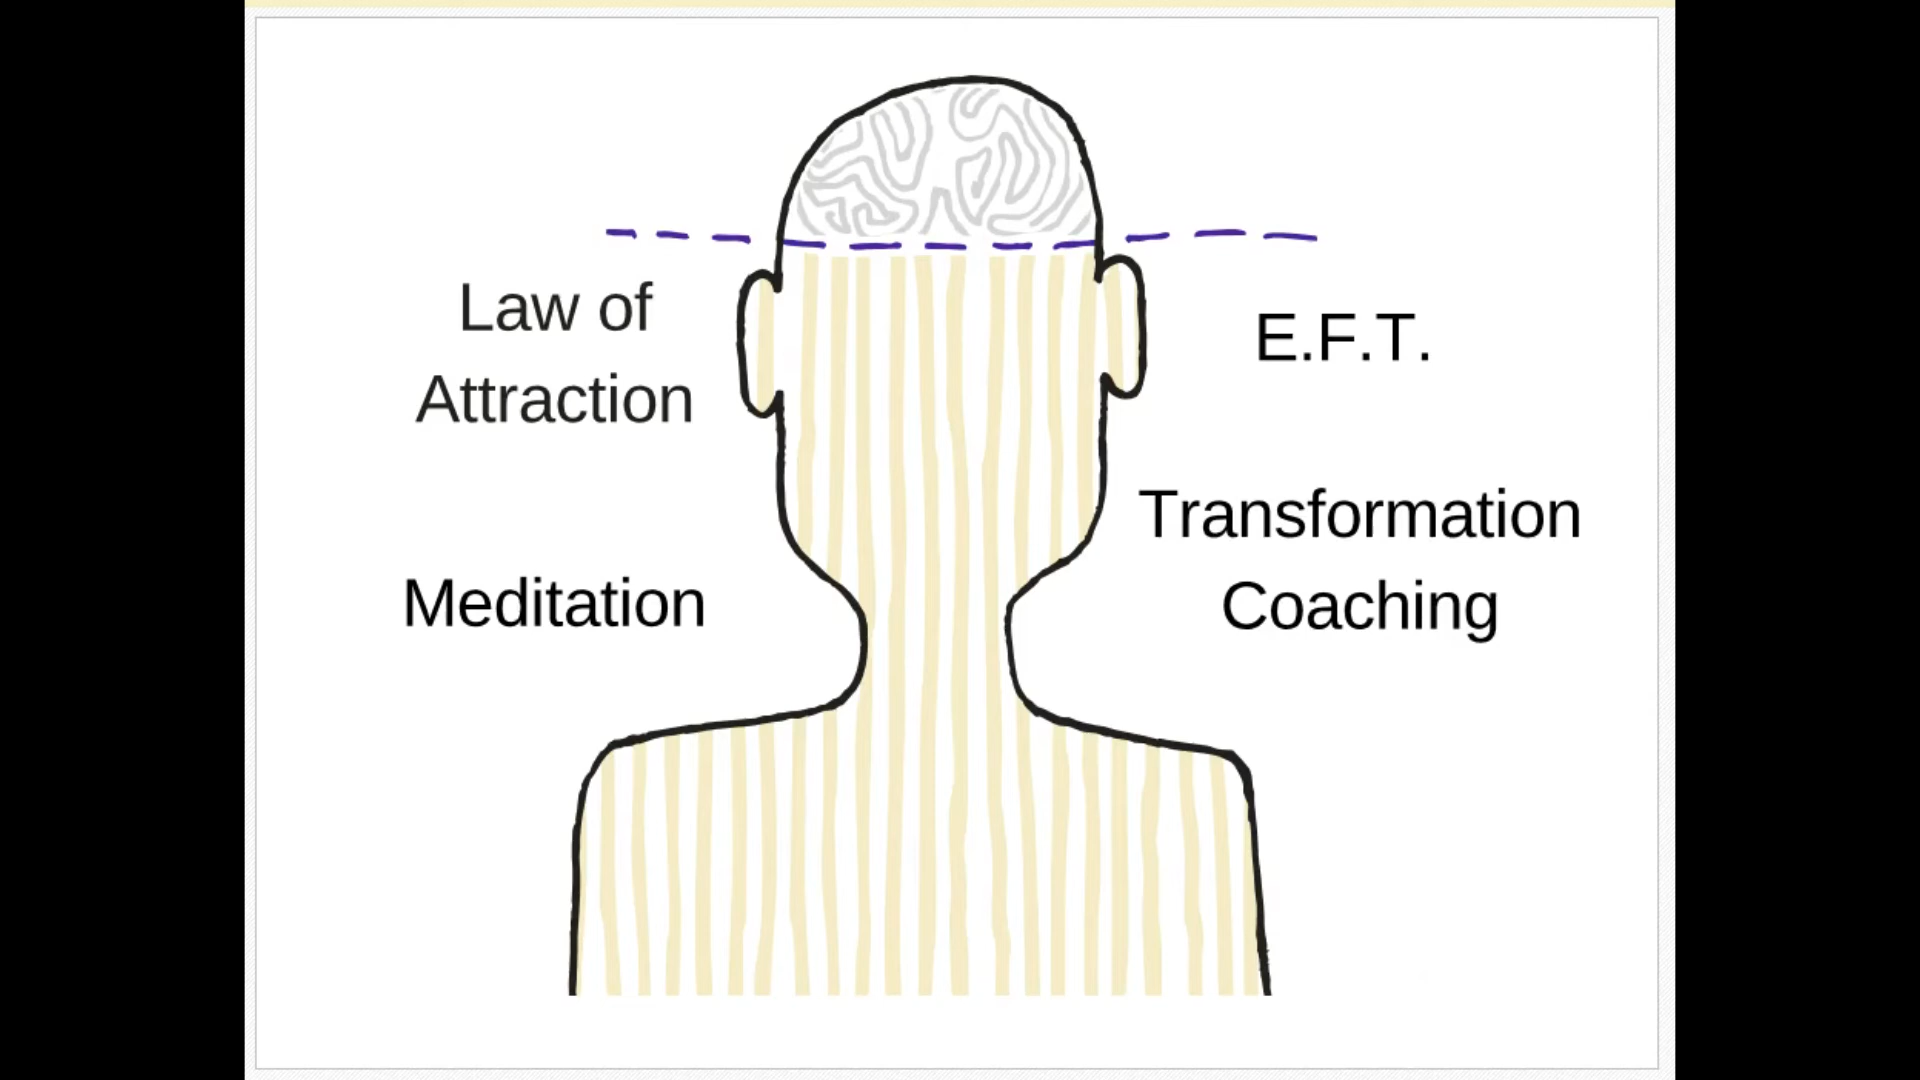 Law of
Attraction
E.F.T.
Meditation
Transformation
Coaching